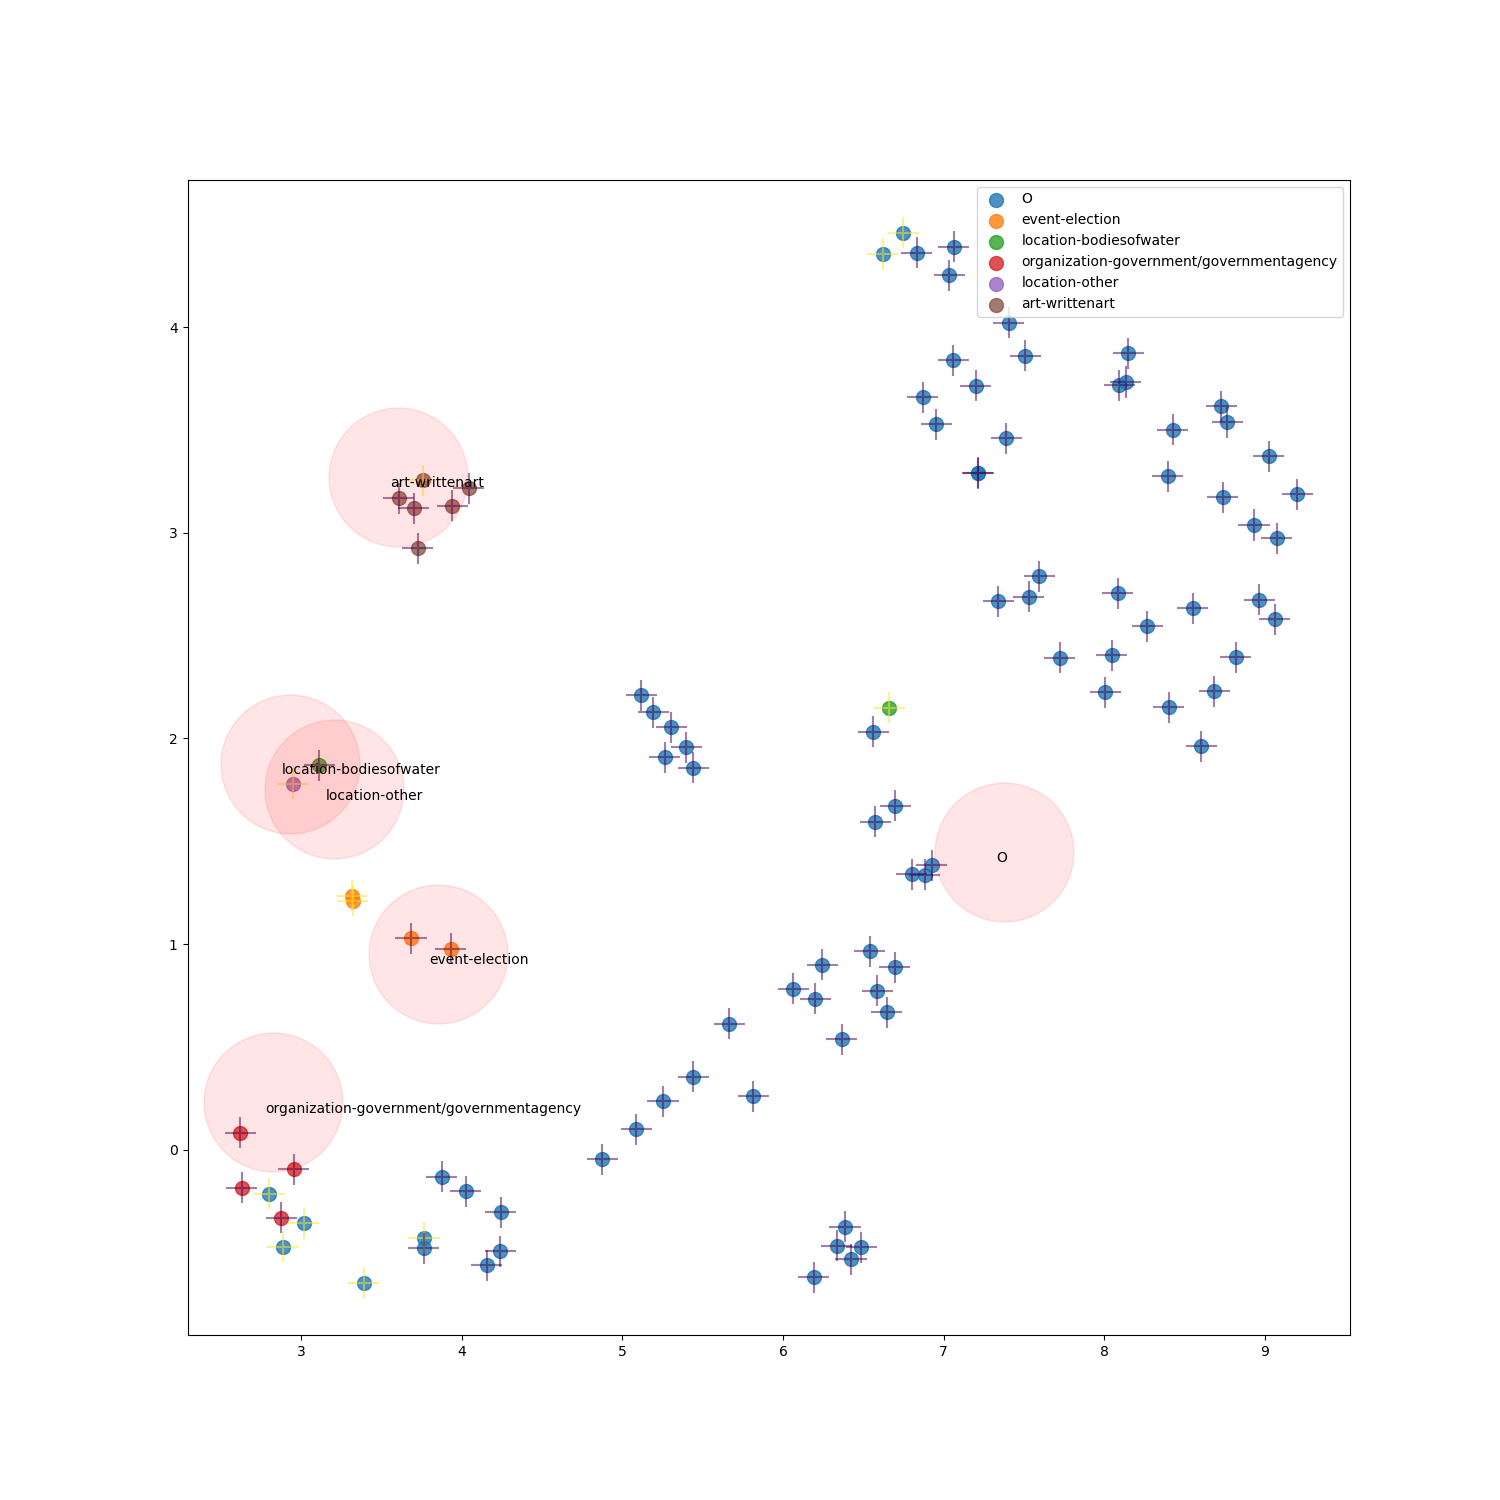 O
event-election
location-bodiesofwater
organization-government/governmentagency
location-other
art-writtenart
4
3
2
1
0
art-writtenart
location-bodiesofwater
location-other
O
event-election
organization-government/governmentagency
3 4 5 6 7 8 9